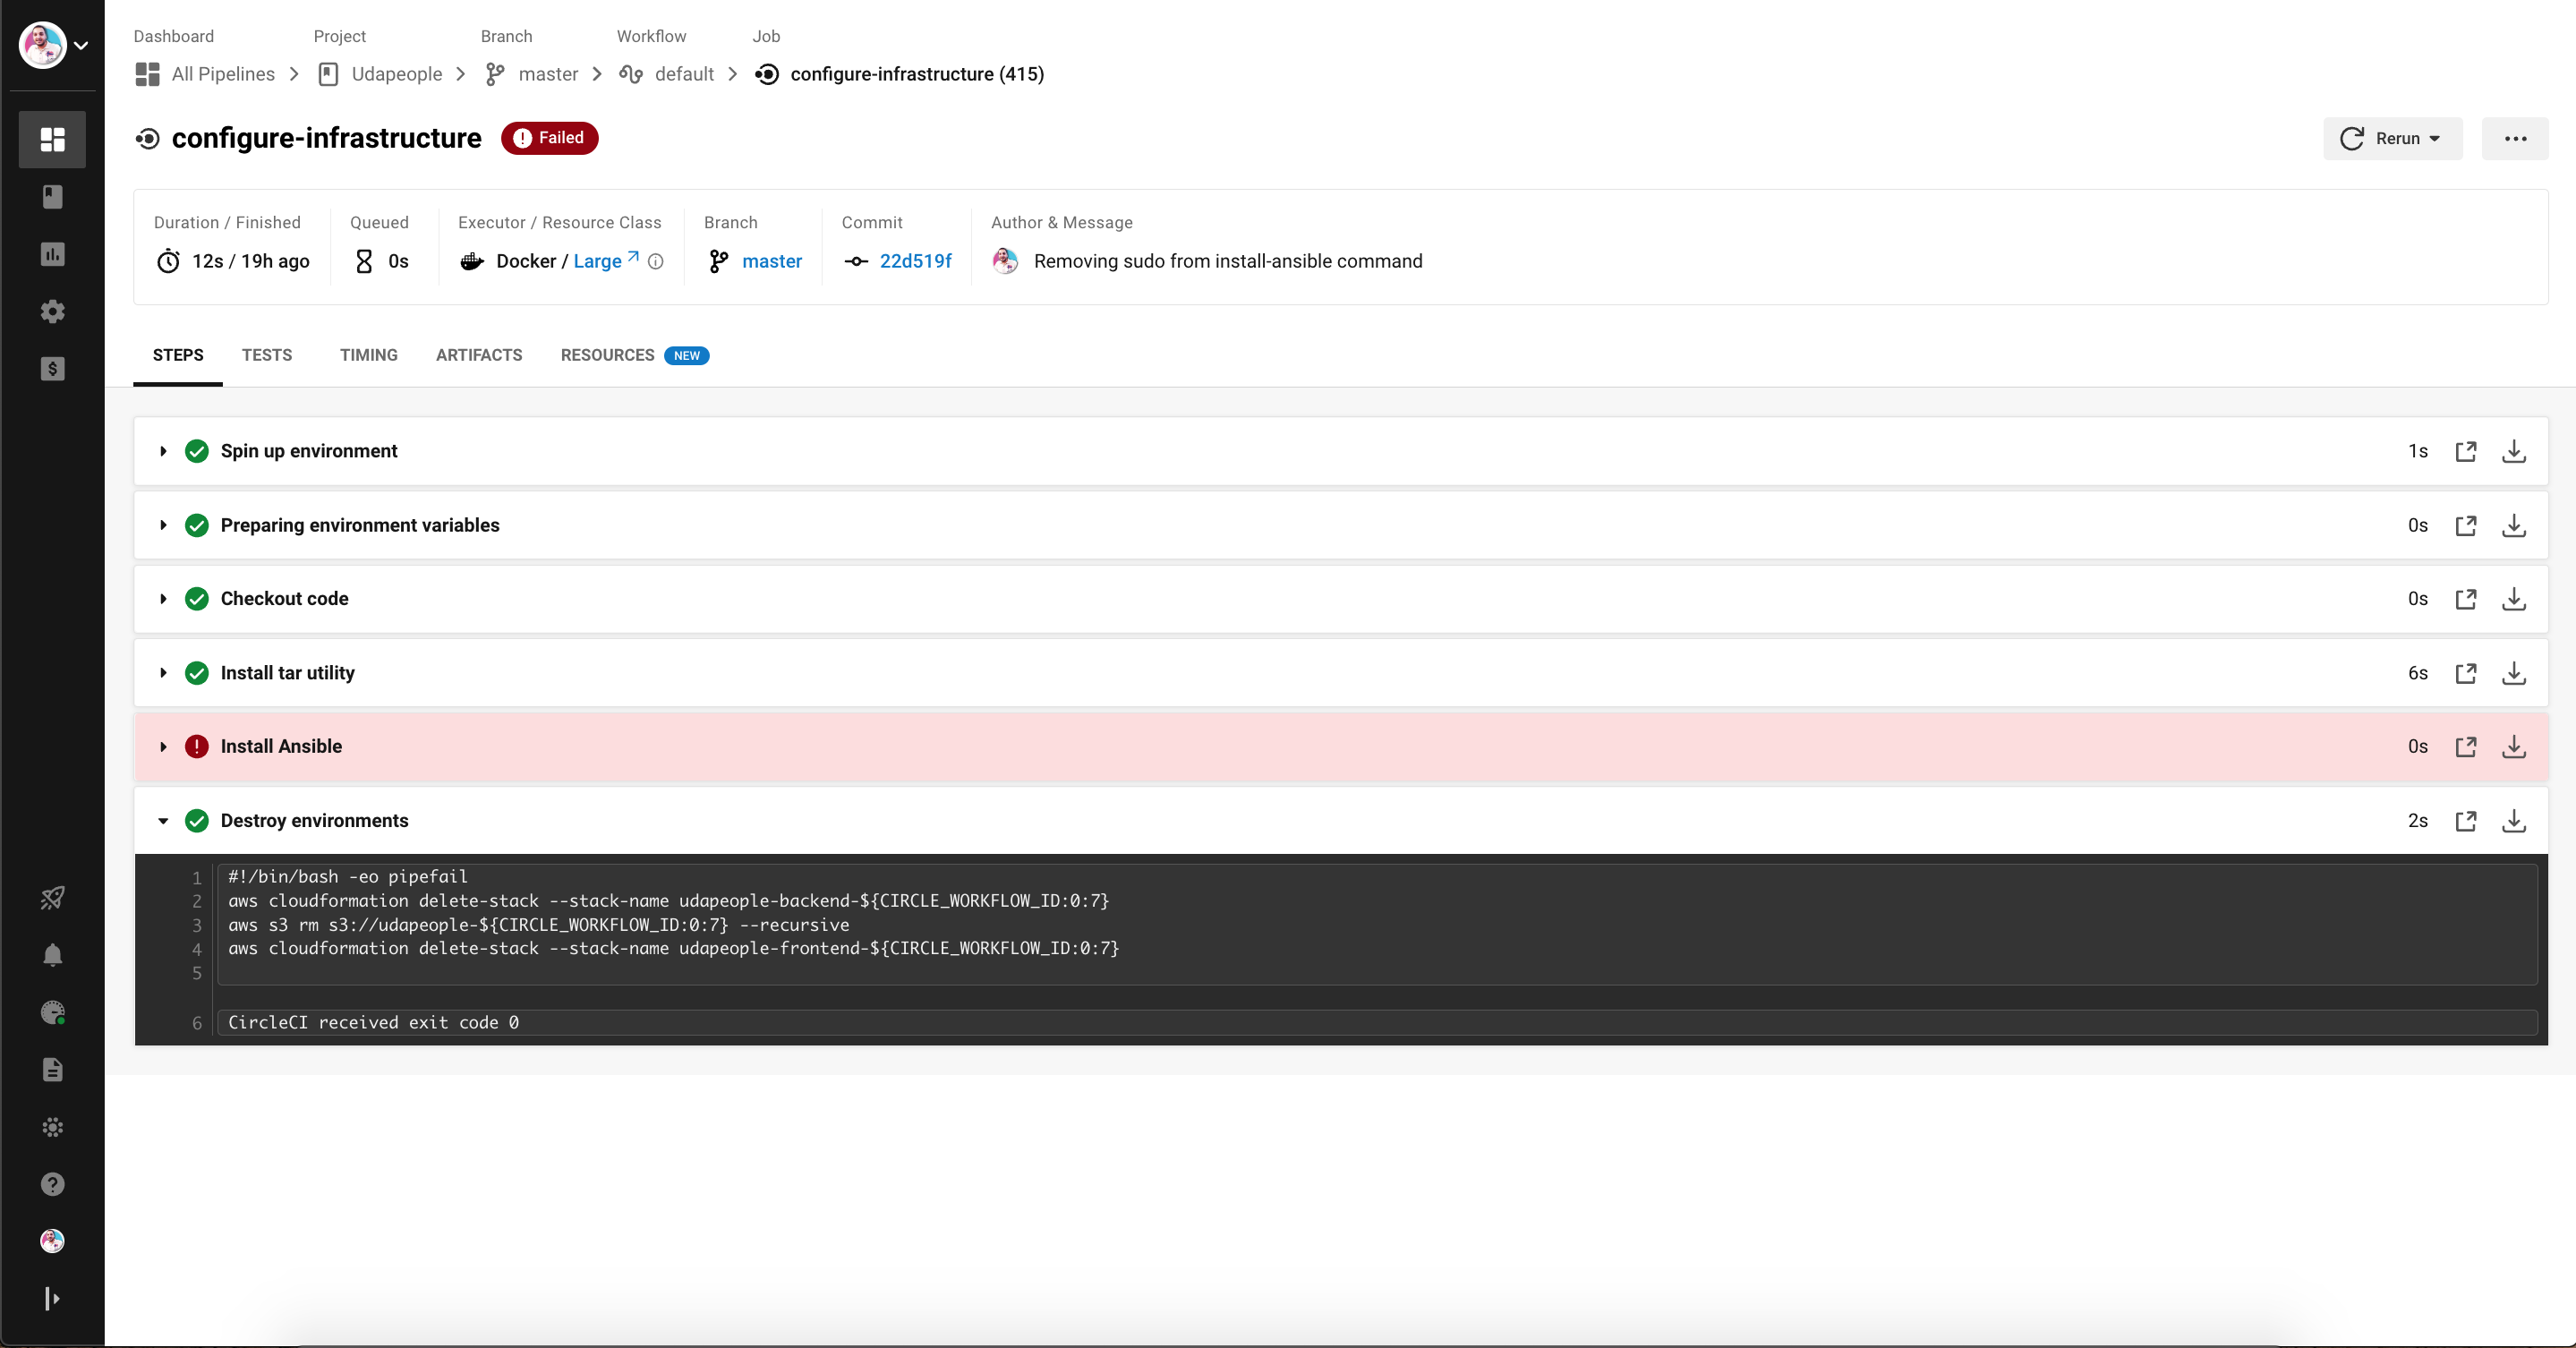 Dashboard Project Branch Workflow Job
All Pipelines Udapeople master default configure-infrastructure (415)
configure-infrastructure Failed Rerun
Duration / Finished Queued Executor / Resource Class Branch Commit Author & Message
12s / 19h ago 0s Docker / Large master 22d519f Removing sudo from install-ansible command
STEPS TESTS TIMING ARTIFACTS RESOURCES NEW
Spin up environment 1s
Preparing environment variables 0s
Checkout code 0s
Install tar utility 6s
Install Ansible 0s
Destroy environments 2s
1 #!/bin/bash -eo pipefail
2 aws cloudformation delete-stack --stack-name udapeople-backend-${CIRCLE_WORKFLOW_ID:0:7}
3 aws s3 rm s3://udapeople-${CIRCLE_WORKFLOW_ID:0:7} --recursive
4 aws cloudformation delete-stack --stack-name udapeople-frontend-${CIRCLE_WORKFLOW_ID:0:7}
5
6 CircleCI received exit code 0